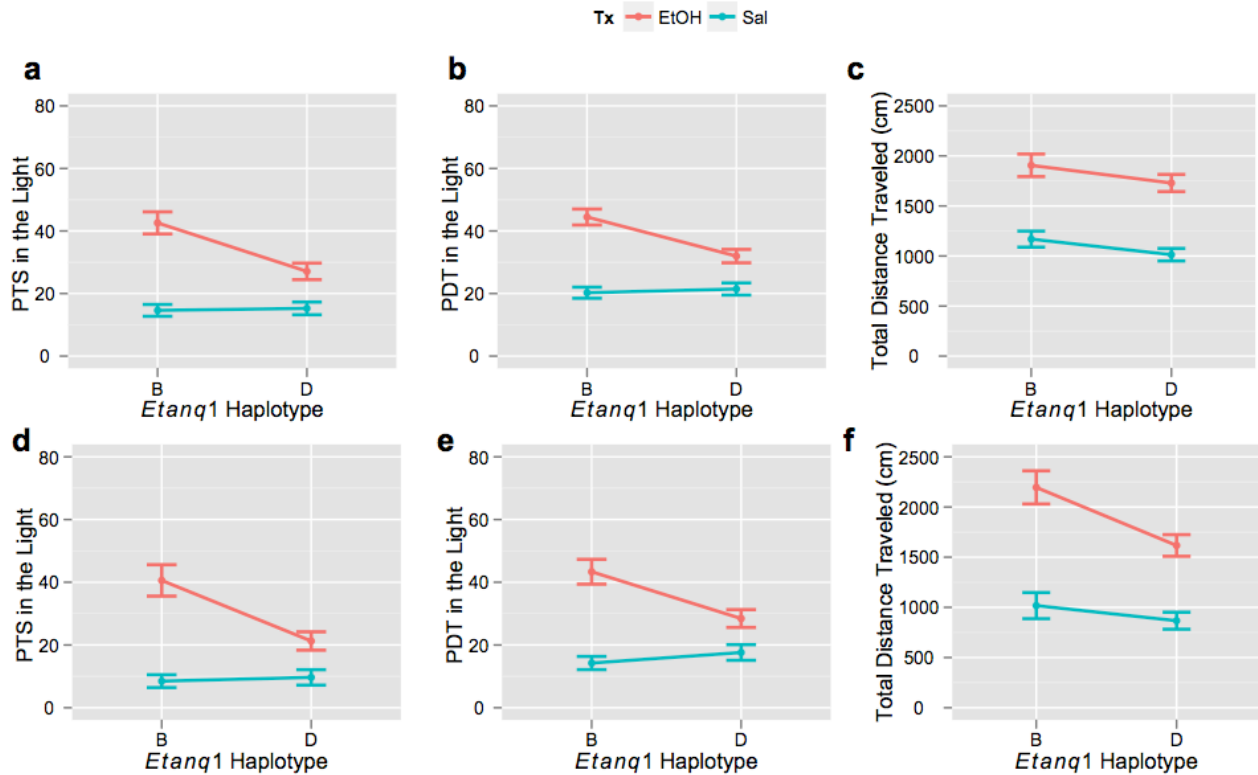 Tx EtOH Sal
a
PTS in the Light
80
60
40
20
0
B D
Etanq1 Haplotype
b
PDT in the Light
80
60
40
20
0
B D
Etanq1 Haplotype
c
Total Distance Traveled (cm)
2500
2000
1500
1000
500
0
B D
Etanq1 Haplotype
d
PTS in the Light
80
60
40
20
0
B D
Etanq1 Haplotype
e
PDT in the Light
80
60
40
20
0
B D
Etanq1 Haplotype
f
Total Distance Traveled (cm)
2500
2000
1500
1000
500
0
B D
Etanq1 Haplotype